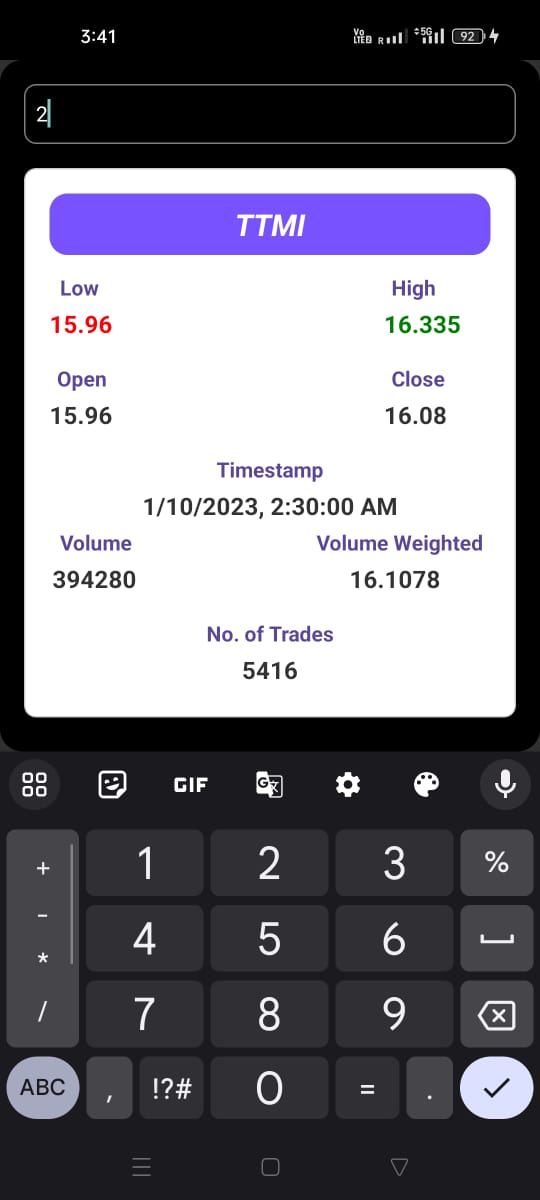 3:41
Vo LTE2 R 5G 92
2
TTMI
Low High
15.96 16.335
Open Close
15.96 16.08
Timestamp
1/10/2023, 2:30:00 AM
Volume Volume Weighted
394280 16.1078
No. of Trades
5416
GIF G
+ 1 2 3 %
- 4 5 6
*
/ 7 8 9
ABC , !?# 0 = .